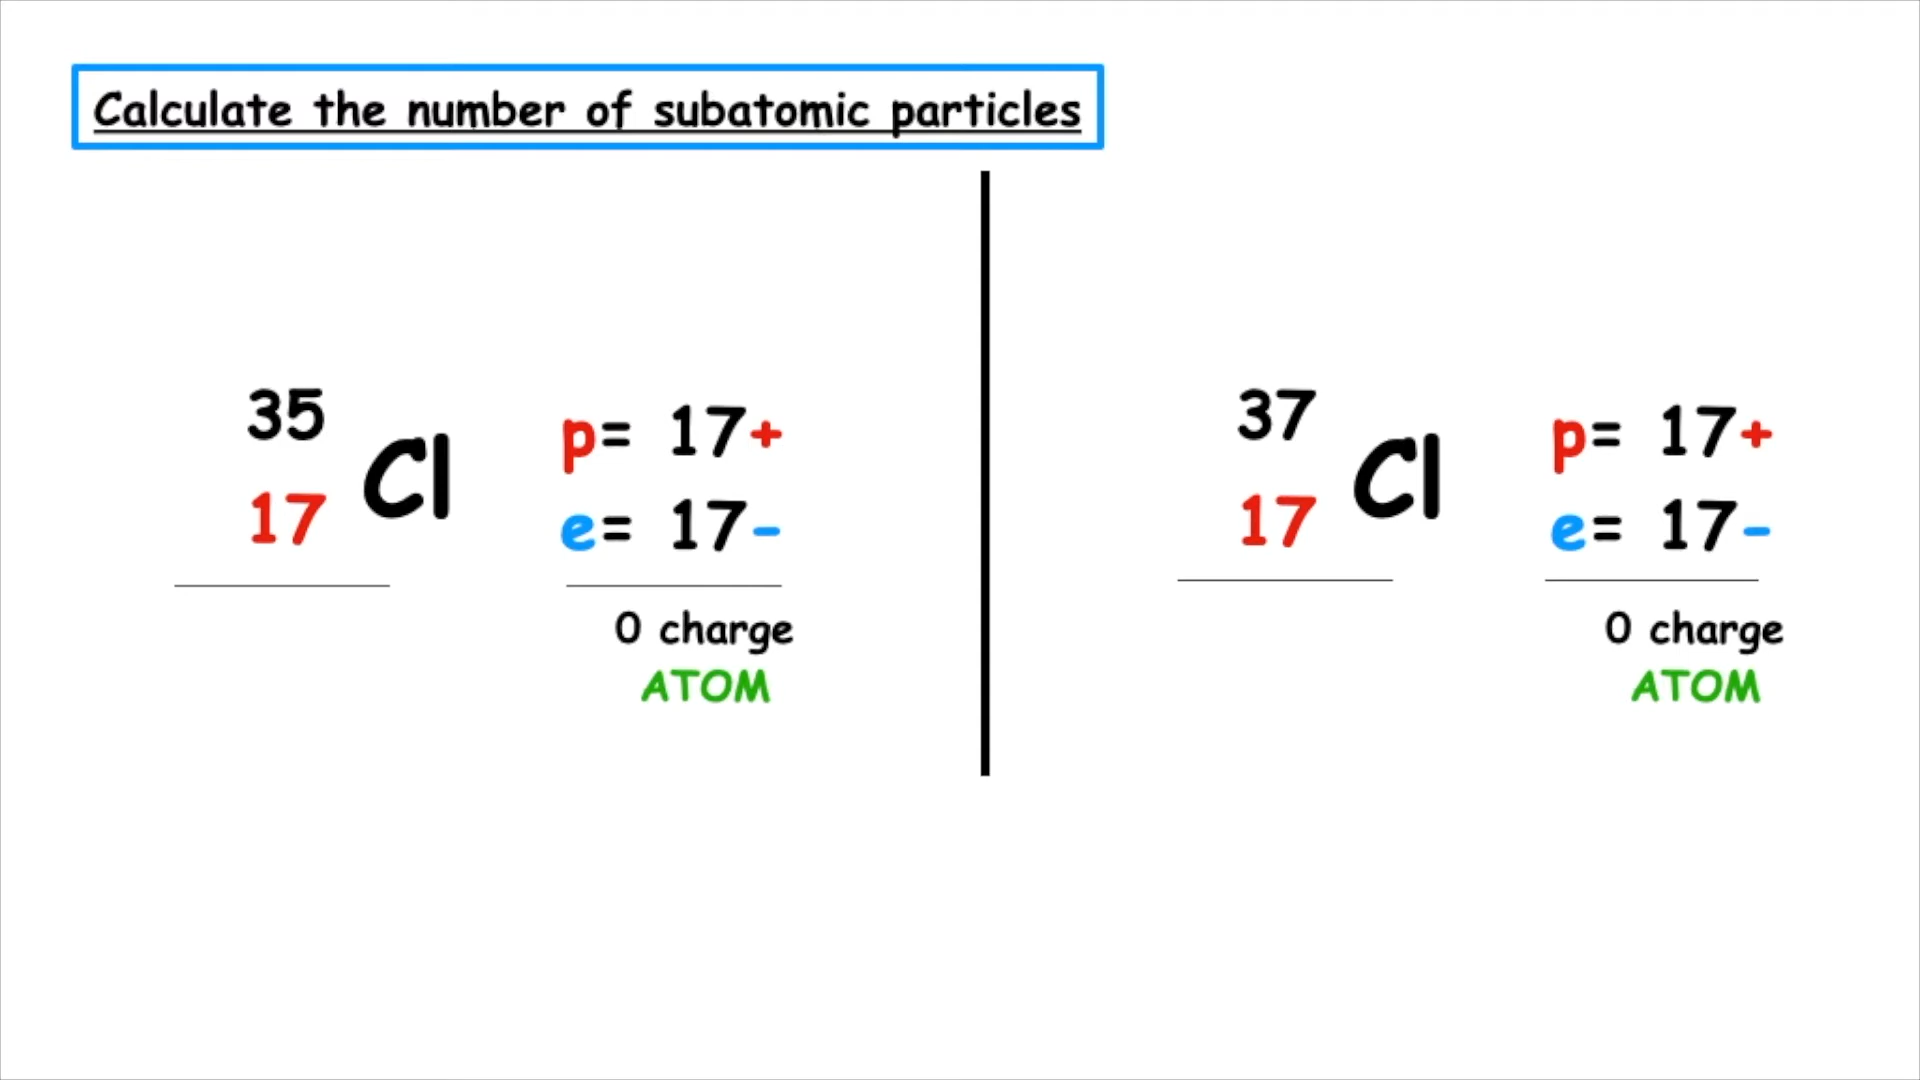 Calculate the number of subatomic particles
35
17
Cl
p= 17+
e= 17-
0 charge
ATOM
37
17
Cl
p= 17+
e= 17-
0 charge
ATOM